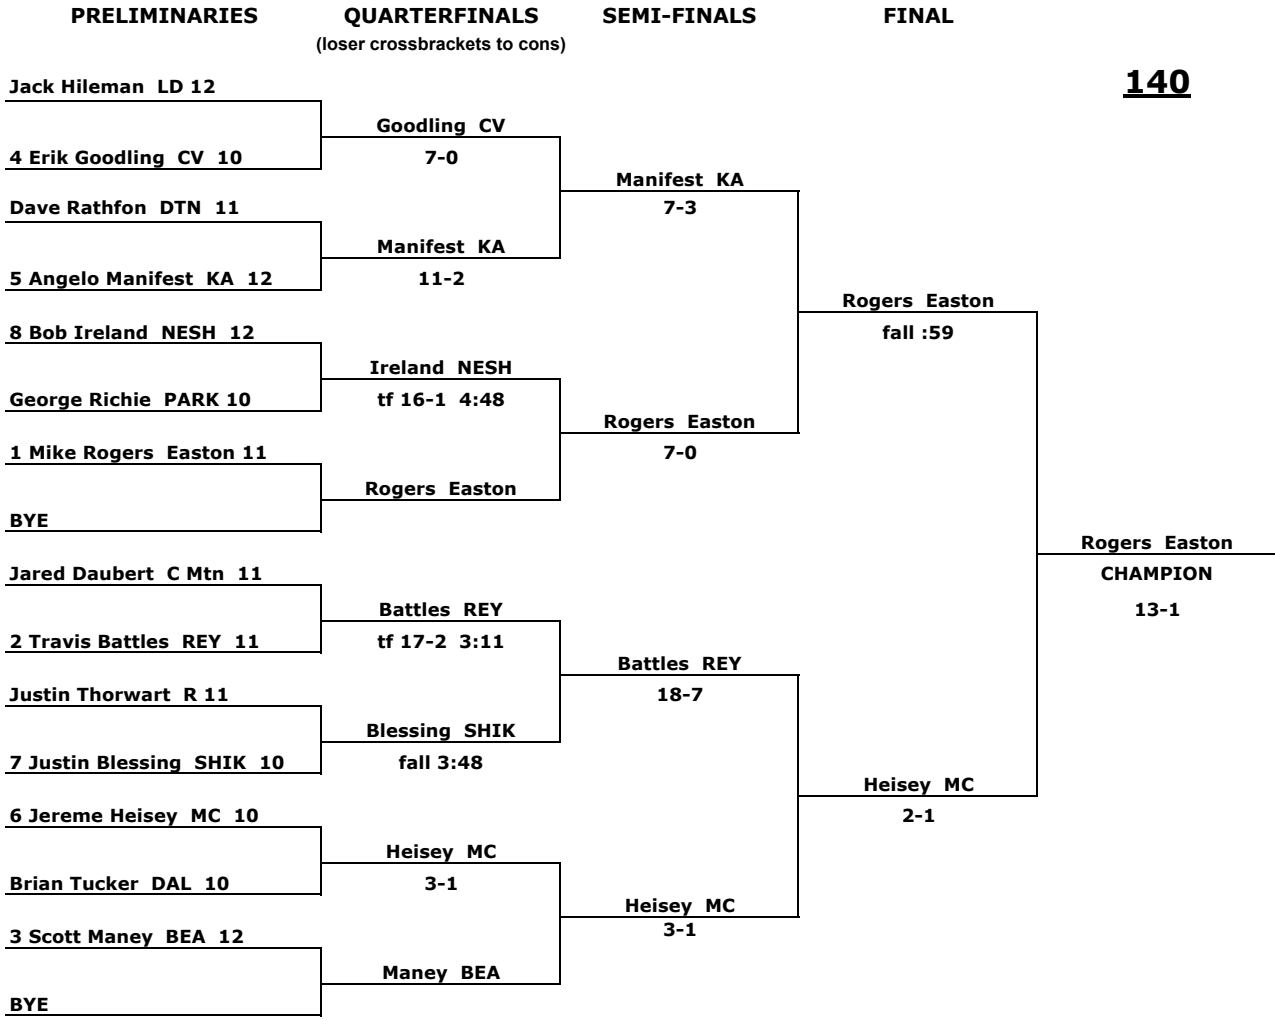 PRELIMINARIES QUARTERFINALS SEMI-FINALS FINAL
(loser crossbrackets to cons)
140
Jack Hileman LD 12
Goodling CV
4 Erik Goodling CV 10
7-0
Manifest KA
7-3
Dave Rathfon DTN 11
Manifest KA
5 Angelo Manifest KA 12
11-2
Rogers Easton
fall :59
8 Bob Ireland NESH 12
Ireland NESH
George Richie PARK 10
tf 16-1 4:48
Rogers Easton
7-0
1 Mike Rogers Easton 11
Rogers Easton
BYE
Rogers Easton
CHAMPION
13-1
Jared Daubert C Mtn 11
Battles REY
2 Travis Battles REY 11
tf 17-2 3:11
Battles REY
18-7
Justin Thorwart R 11
Blessing SHIK
7 Justin Blessing SHIK 10
fall 3:48
Heisey MC
2-1
6 Jereme Heisey MC 10
Heisey MC
Brian Tucker DAL 10
3-1
Heisey MC
3-1
3 Scott Maney BEA 12
Maney BEA
BYE